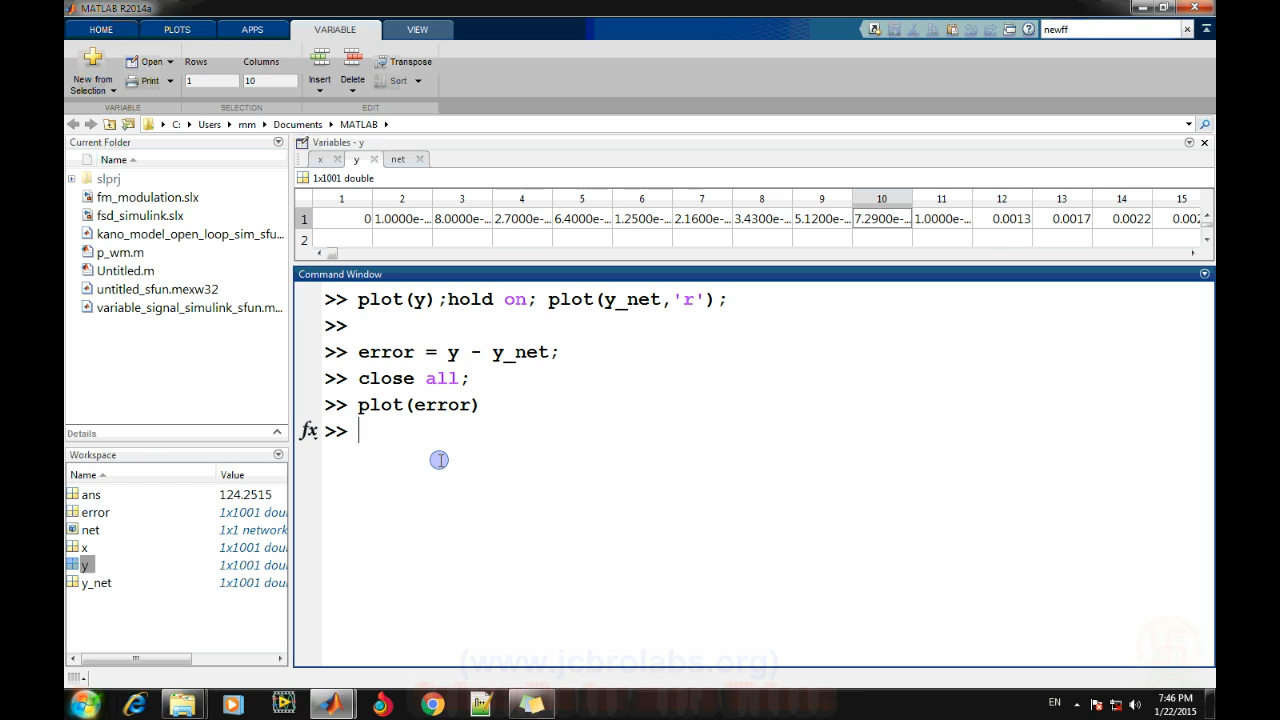 MATLAB R2014a
HOME PLOTS APPS VARIABLE VIEW newff
New from Selection Open Print Rows 1 Columns 10 Insert Delete Transpose Sort
VARIABLE SELECTION EDIT
C: Users mm Documents MATLAB
Current Folder
Name
slprj
fm_modulation.slx
fsd_simulink.slx
kano_model_open_loop_sim_sfu...
p_wm.m
Untitled.m
untitled_sfun.mexw32
variable_signal_simulink_sfun.m...
Details
Workspace
Name Value
ans 124.2515
error 1x1001 dou
net 1x1 network
x 1x1001 dou
y 1x1001 dou
y_net 1x1001 dou
Variables - y
x y net
1x1001 double
1 2 3 4 5 6 7 8 9 10 11 12 13 14 15
1 0 1.0000e-... 8.0000e-... 2.7000e-... 6.4000e-... 1.2500e-... 2.1600e-... 3.4300e-... 5.1200e-... 7.2900e-... 1.0000e-... 0.0013 0.0017 0.0022
2
Command Window
>> plot(y);hold on; plot(y_net,'r');
>>
>> error = y - y_net;
>> close all;
>> plot(error)
fx >>
(www.jcbrolabs.org)
EN
7:46 PM
1/22/2015